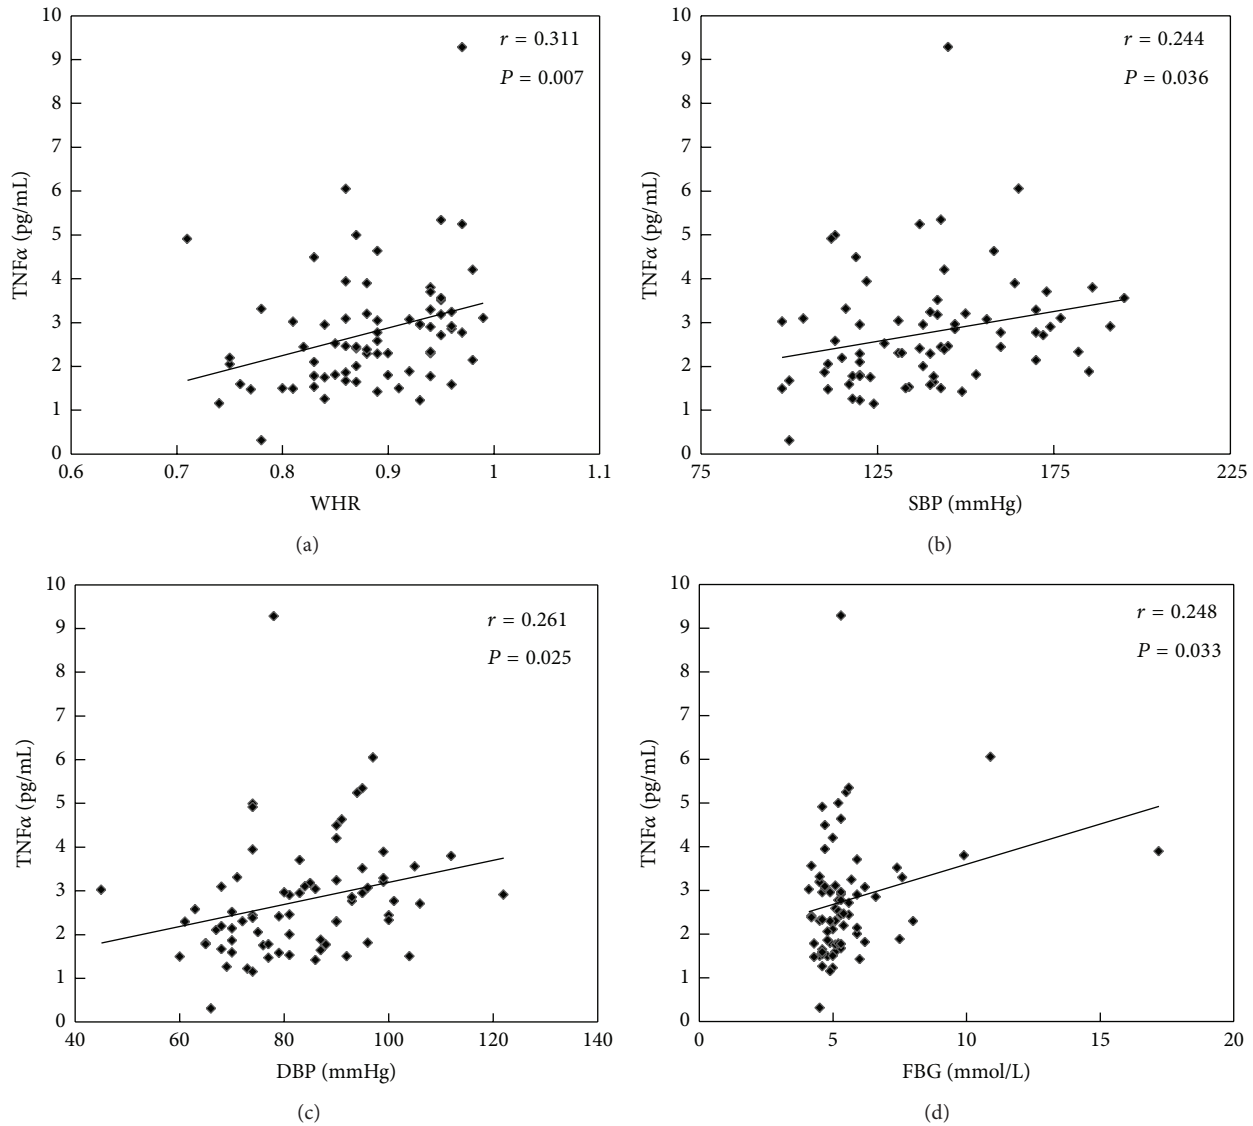 10
9
8
7
6
5
4
3
2
1
0
TNFα (pg/mL)
r = 0.311
P = 0.007
0.6 0.7 0.8 0.9 1 1.1
WHR
(a)
10
9
8
7
6
5
4
3
2
1
0
TNFα (pg/mL)
r = 0.244
P = 0.036
75 125 175 225
SBP (mmHg)
(b)
10
9
8
7
6
5
4
3
2
1
0
TNFα (pg/mL)
r = 0.261
P = 0.025
40 60 80 100 120 140
DBP (mmHg)
(c)
10
9
8
7
6
5
4
3
2
1
0
TNFα (pg/mL)
r = 0.248
P = 0.033
0 5 10 15 20
FBG (mmol/L)
(d)